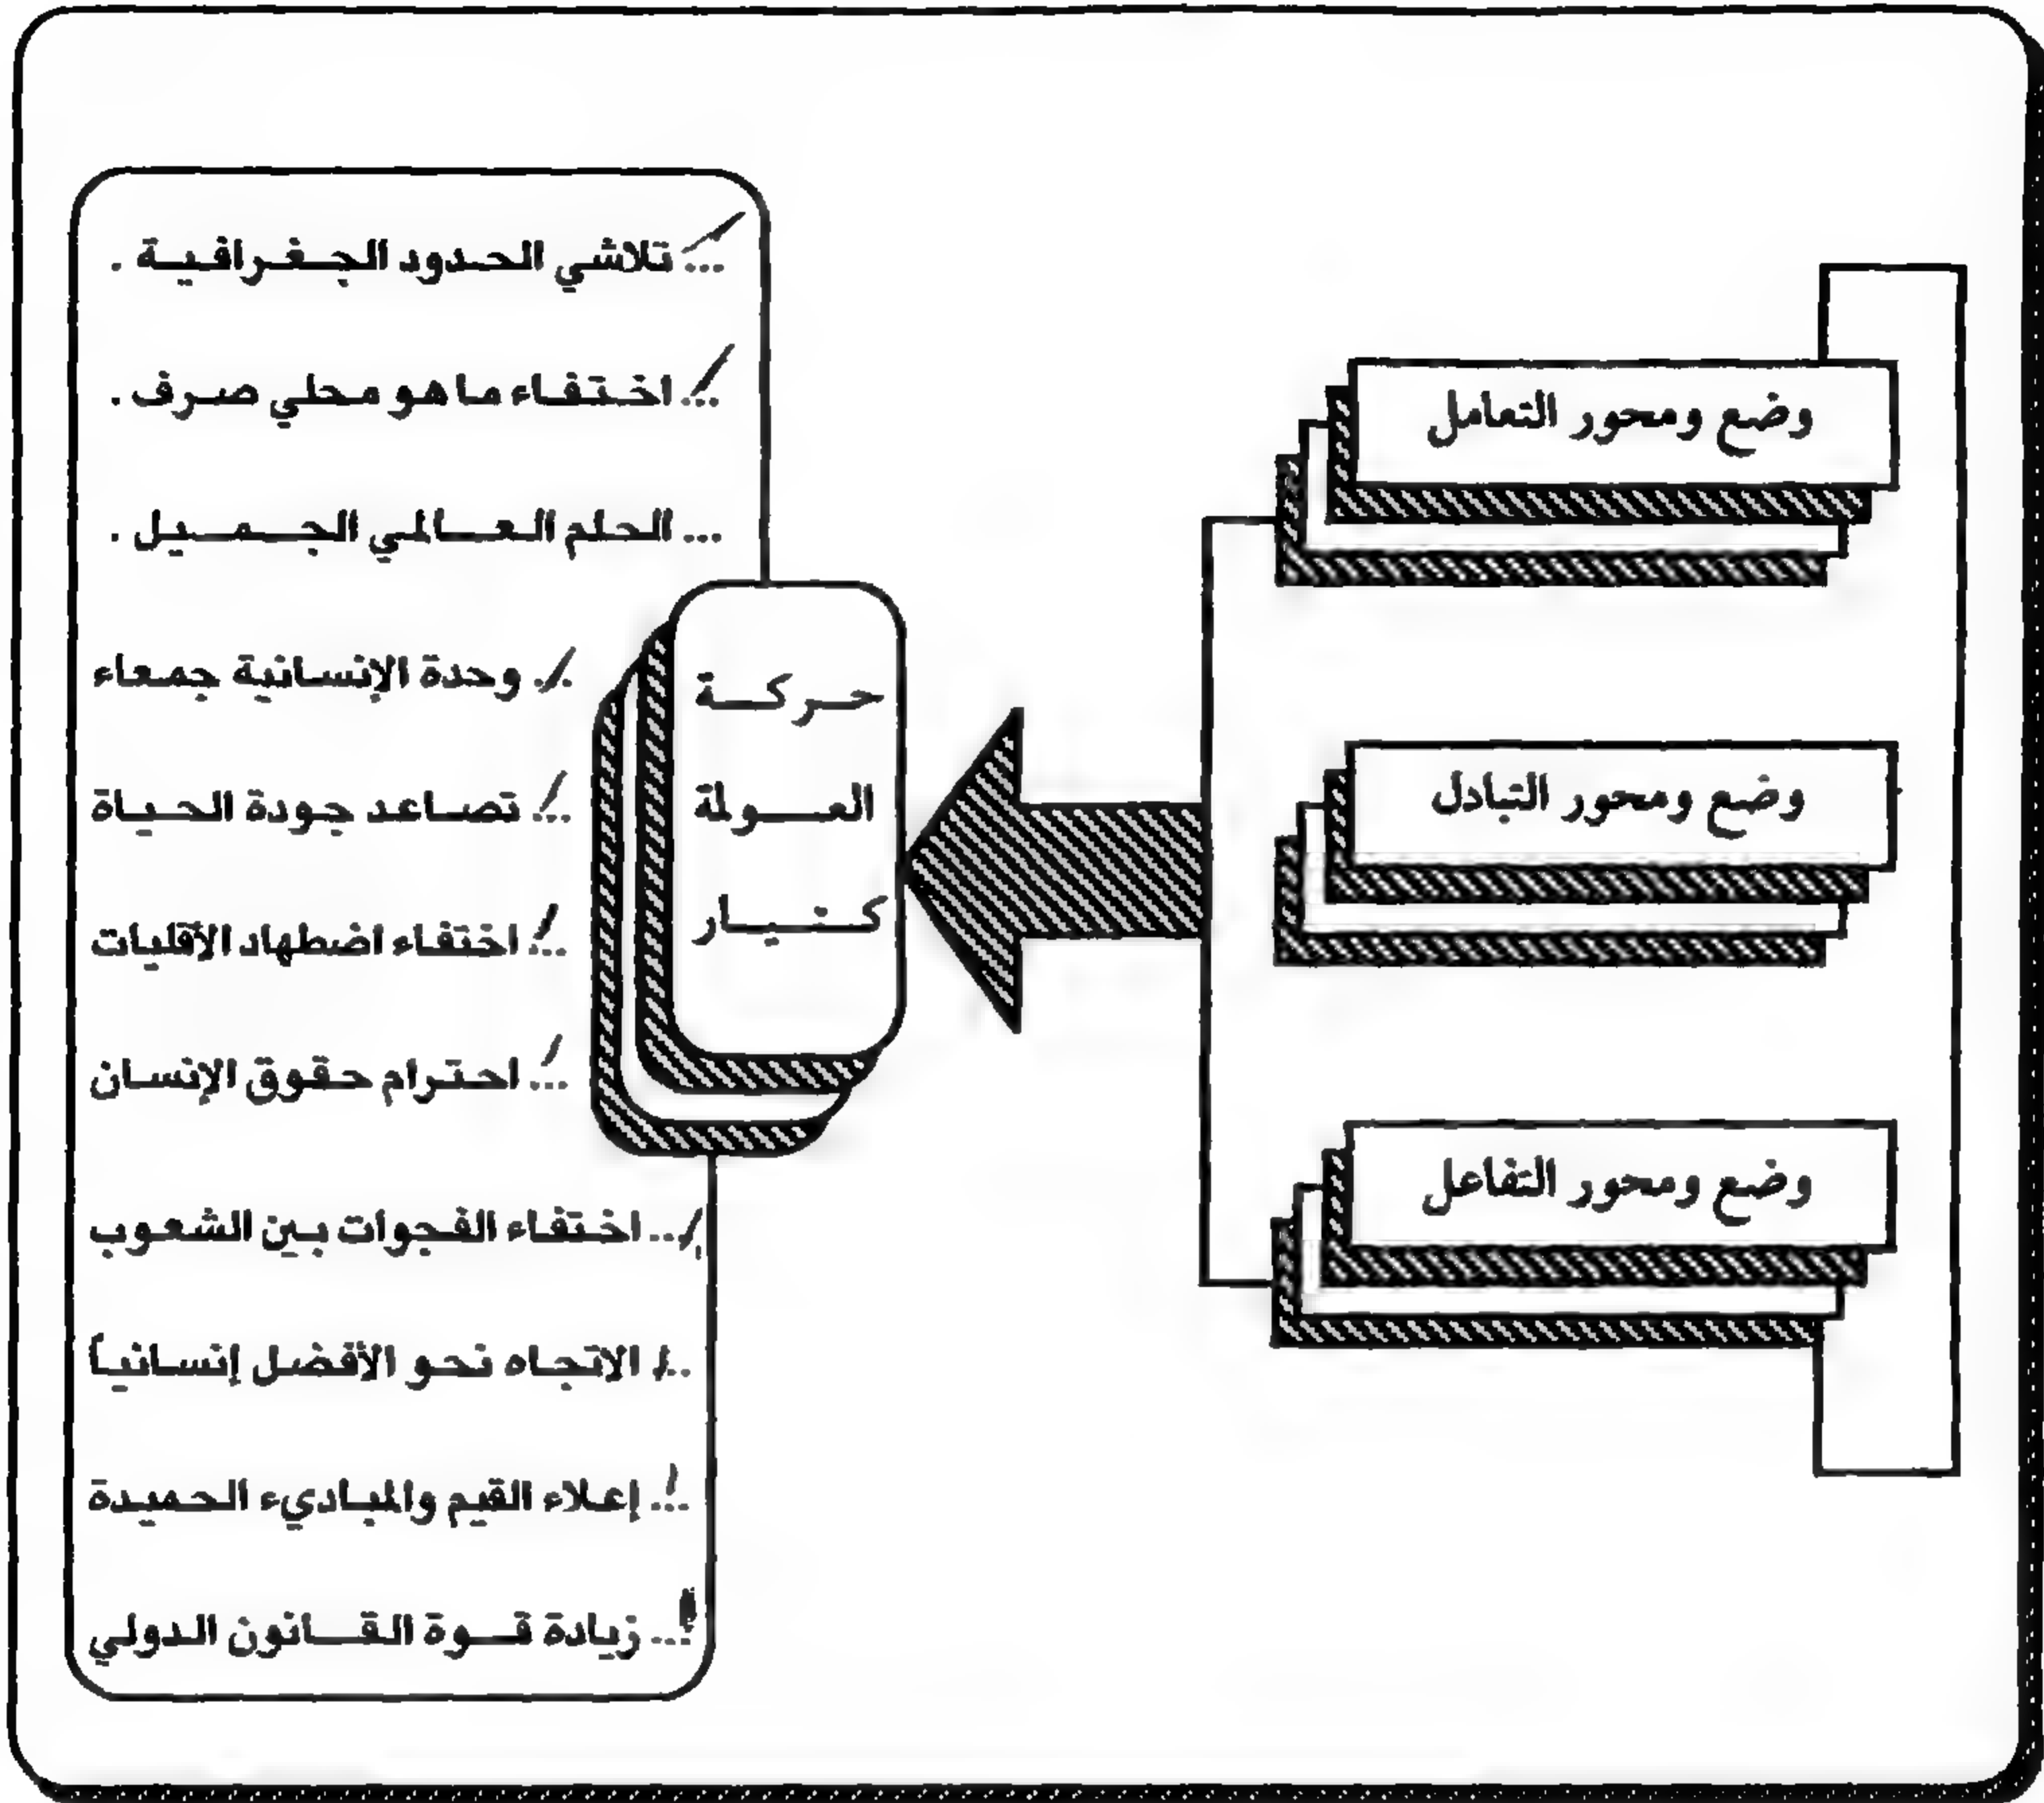 وضع ومحور التعامل
وضع ومحور التبادل
وضع ومحور التفاعل
حركة
العولمة
كتيار
... تلاشي الحدود الجغرافية .
... اختفاء ما هو محلي صرف .
... الحلم العالمي الجميل .
... وحدة الإنسانية جمعاء
... تصاعد جودة الحياة
... اختفاء اضطهاد الأقليات
... احترام حقوق الإنسان
... اختفاء الفجوات بين الشعوب
... الاتجاه نحو الأفضل إنسانياً
... إعلاء القيم والمباديء الحميدة
... زيادة قوة القانون الدولي